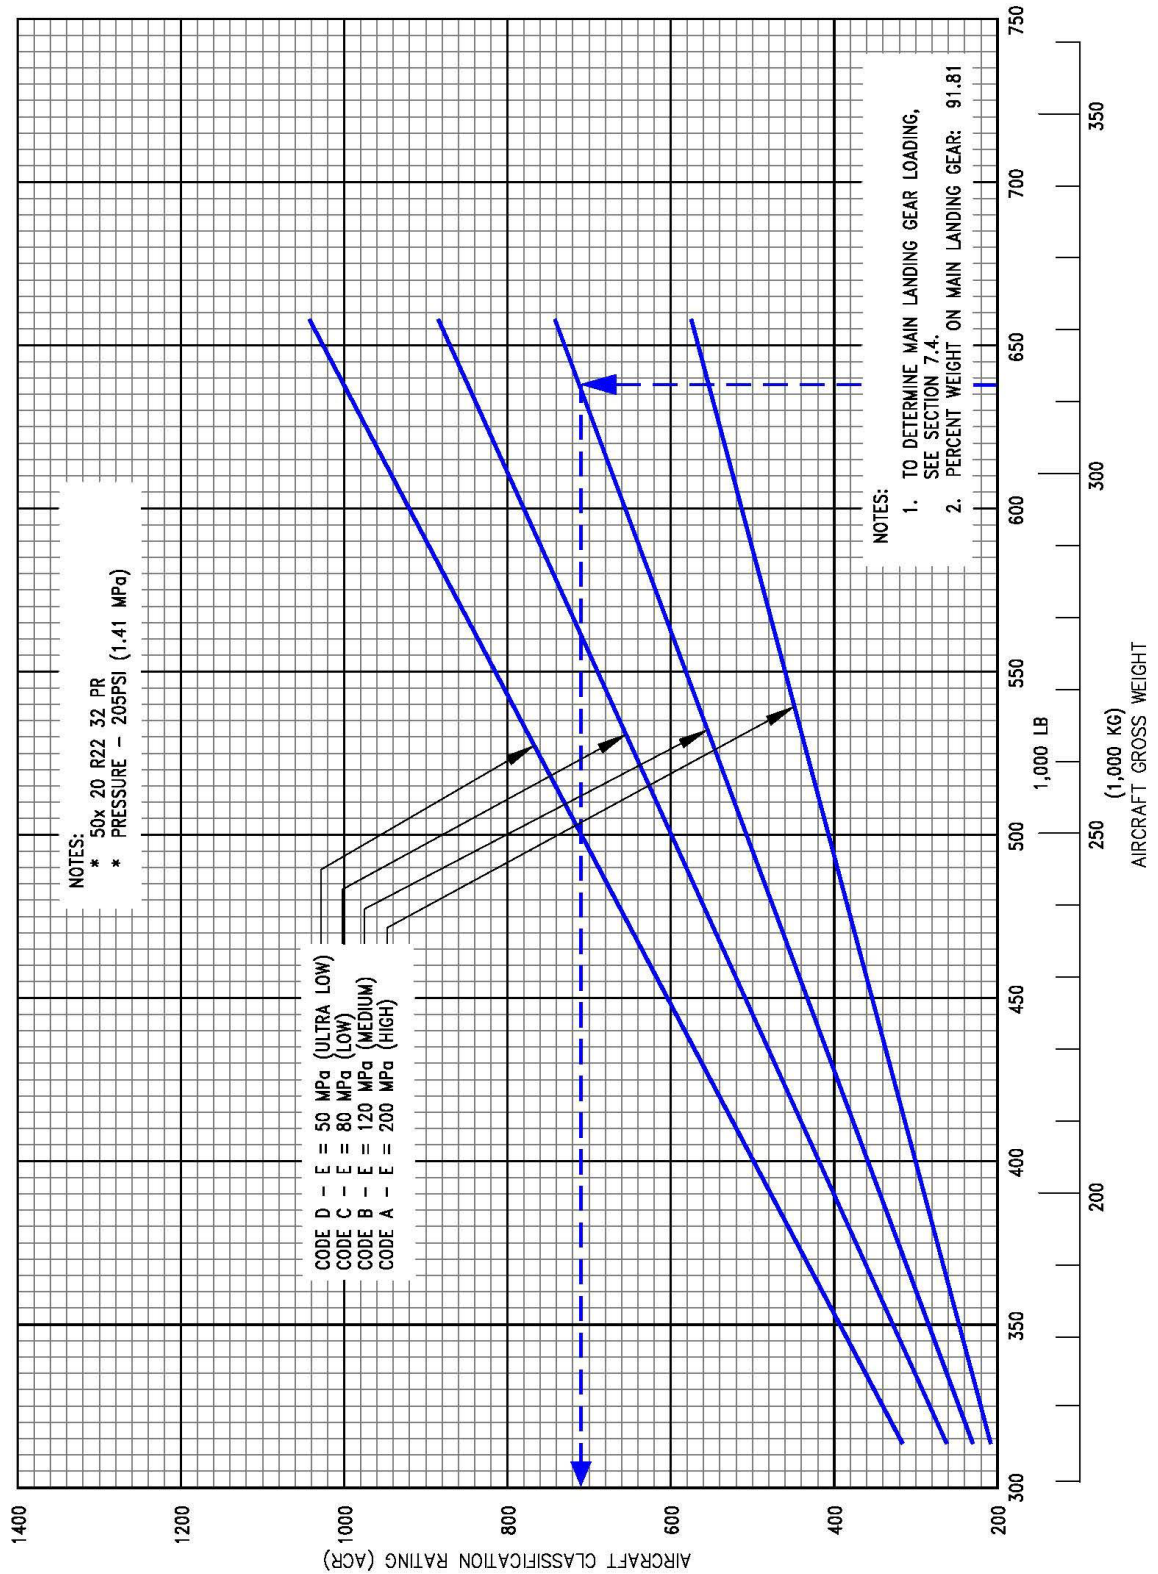 NOTES:
* 50x 20 R22 32 PR
* PRESSURE – 205PSI (1.41 MPa)
CODE D – E = 50 MPa (ULTRA LOW)
CODE C – E = 80 MPa (LOW)
CODE B – E = 120 MPa (MEDIUM)
CODE A – E = 200 MPa (HIGH)
NOTES:
1. TO DETERMINE MAIN LANDING GEAR LOADING,
SEE SECTION 7.4.
2. PERCENT WEIGHT ON MAIN LANDING GEAR: 91.81
AIRCRAFT CLASSIFICATION RATING (ACR)
1400
1200
1000
800
600
400
200
300
350
400
450
500
550
600
650
700
750
1,000 LB
200
250
300
350
(1,000 KG)
AIRCRAFT GROSS WEIGHT